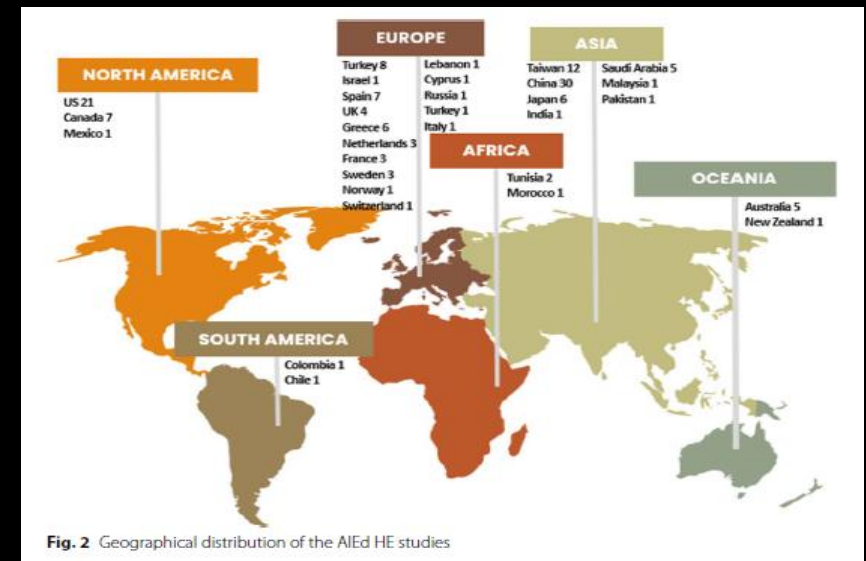 NORTH AMERICA
US 21
Canada 7
Mexico 1
EUROPE
Turkey 8
Israel 1
Spain 7
UK 4
Greece 6
Netherlands 3
France 3
Sweden 3
Norway 1
Switzerland 1
Lebanon 1
Cyprus 1
Russia 1
Turkey 1
Italy 1
ASIA
Taiwan 12
China 30
Japan 6
India 1
Saudi Arabia 5
Malaysia 1
Pakistan 1
AFRICA
Tunisia 2
Morocco 1
OCEANIA
Australia 5
New Zealand 1
SOUTH AMERICA
Colombia 1
Chile 1
Fig. 2 Geographical distribution of the AIEd HE studies